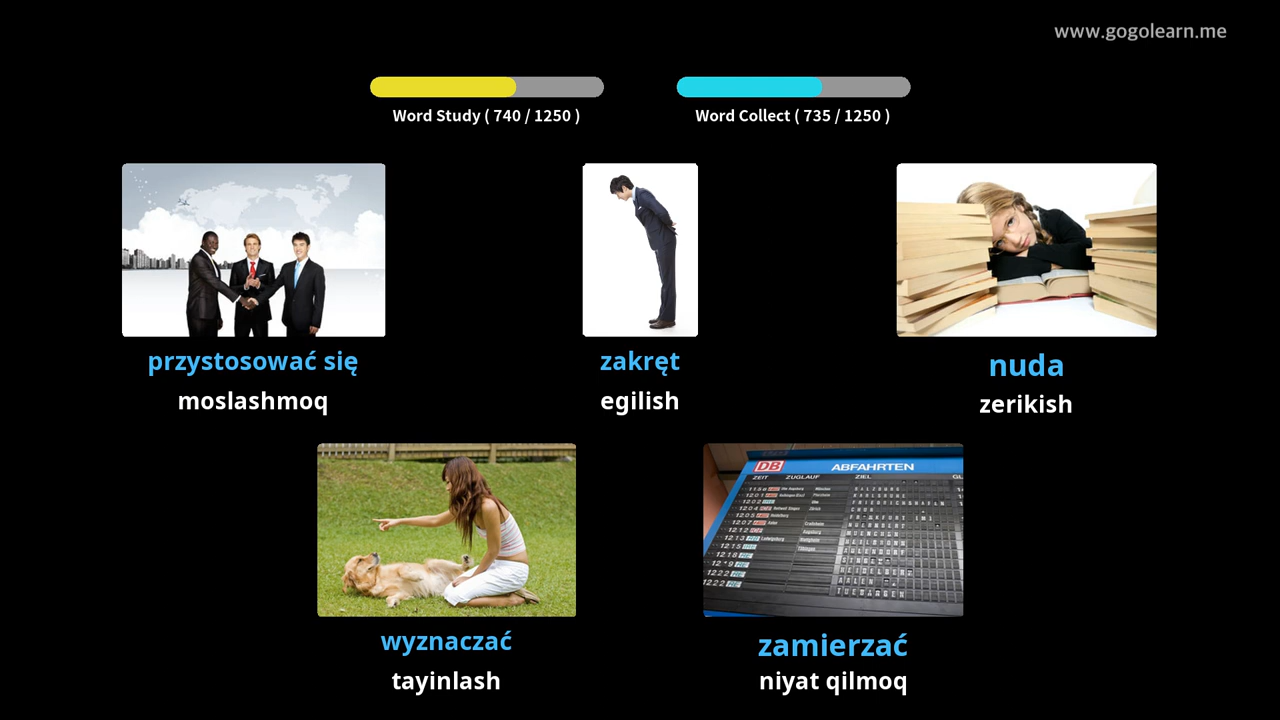 www.gogolearn.me
Word Study ( 740 / 1250 )
Word Collect ( 735 / 1250 )
przystosować się
moslashmoq
zakręt
egilish
nuda
zerikish
DB ABFAHRTEN
ZEIT ZUGLAUF ZIEL
wyznaczać
tayinlash
zamierzać
niyat qilmoq